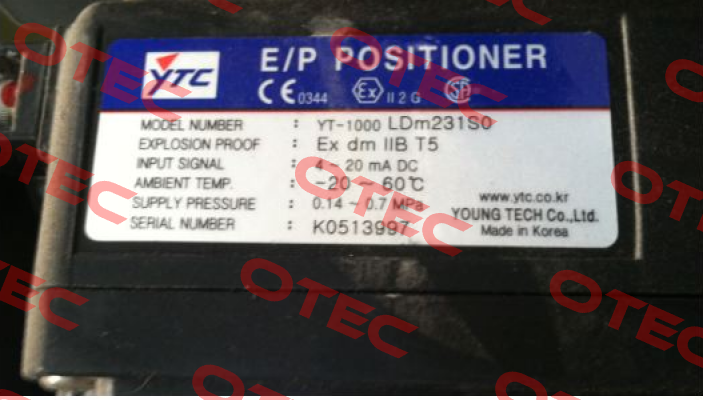 YTC
E/P POSITIONER
CE 0344 Ex II 2 G SA
MODEL NUMBER : YT-1000 LDm231S0
EXPLOSION PROOF : Ex dm IIB T5
INPUT SIGNAL : 4 ~ 20 mA DC
AMBIENT TEMP. : -20 ~ 60℃
SUPPLY PRESSURE : 0.14 ~ 0.7 MPa
SERIAL NUMBER : K0513997
www.ytc.co.kr
YOUNG TECH Co.,Ltd.
Made in Korea
OTEC
OTEC
OTEC
OTEC
OTEC
OTEC
OTEC
OTEC
OTEC